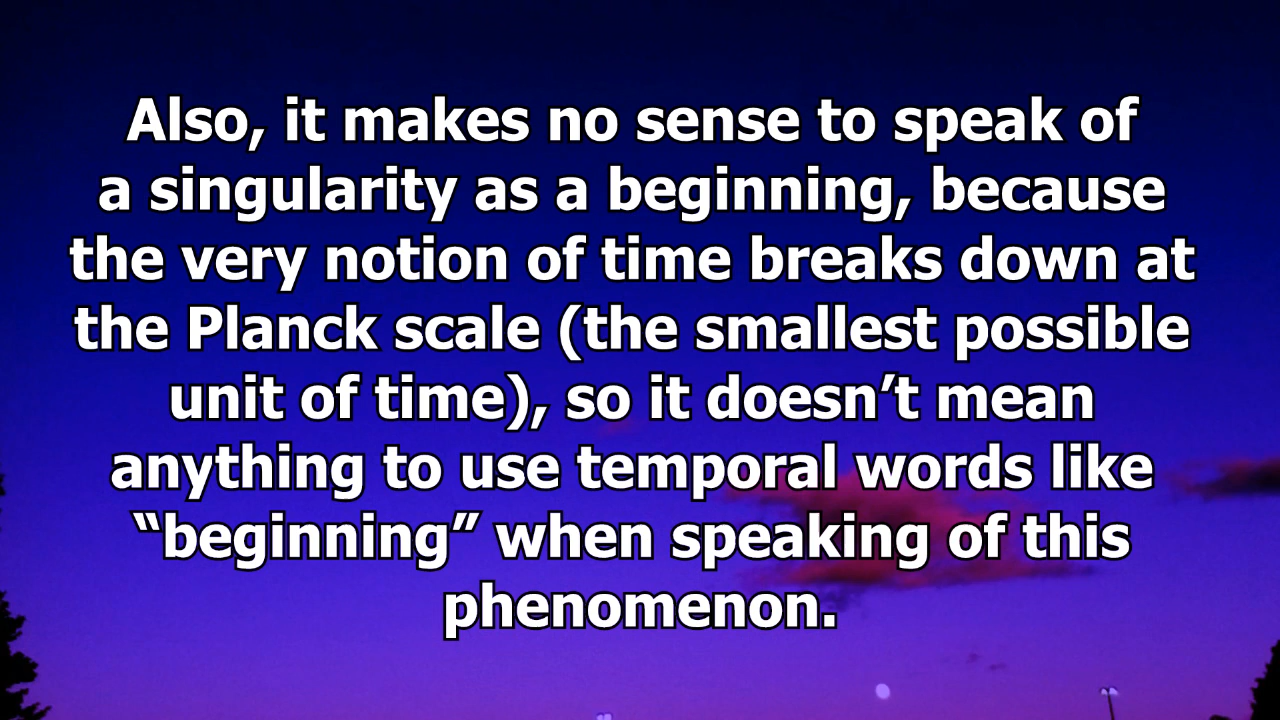 Also, it makes no sense to speak of
a singularity as a beginning, because
the very notion of time breaks down at
the Planck scale (the smallest possible
unit of time), so it doesn’t mean
anything to use temporal words like
“beginning” when speaking of this
phenomenon.